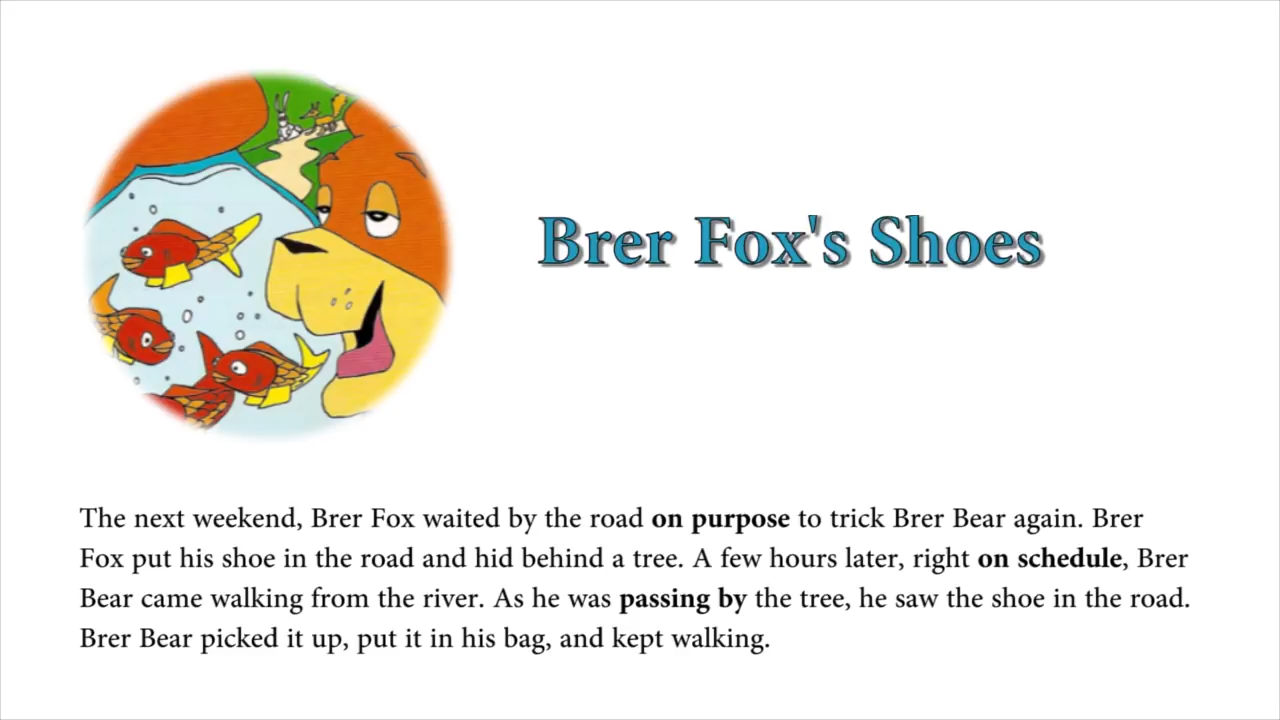 Brer Fox's Shoes
The next weekend, Brer Fox waited by the road on purpose to trick Brer Bear again. Brer
Fox put his shoe in the road and hid behind a tree. A few hours later, right on schedule, Brer
Bear came walking from the river. As he was passing by the tree, he saw the shoe in the road.
Brer Bear picked it up, put it in his bag, and kept walking.